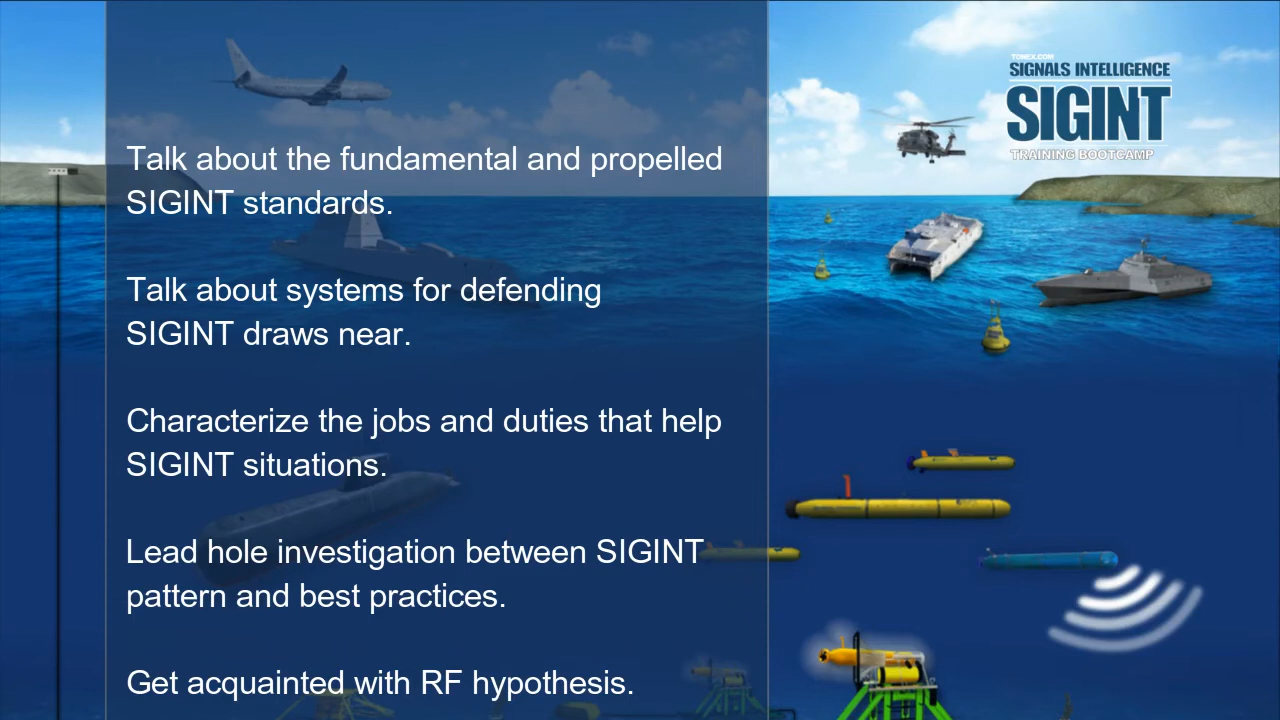 TONEX.COM
SIGNALS INTELLIGENCE
SIGINT
TRAINING BOOTCAMP
Talk about the fundamental and propelled
SIGINT standards.
Talk about systems for defending
SIGINT draws near.
Characterize the jobs and duties that help
SIGINT situations.
Lead hole investigation between SIGINT
pattern and best practices.
Get acquainted with RF hypothesis.